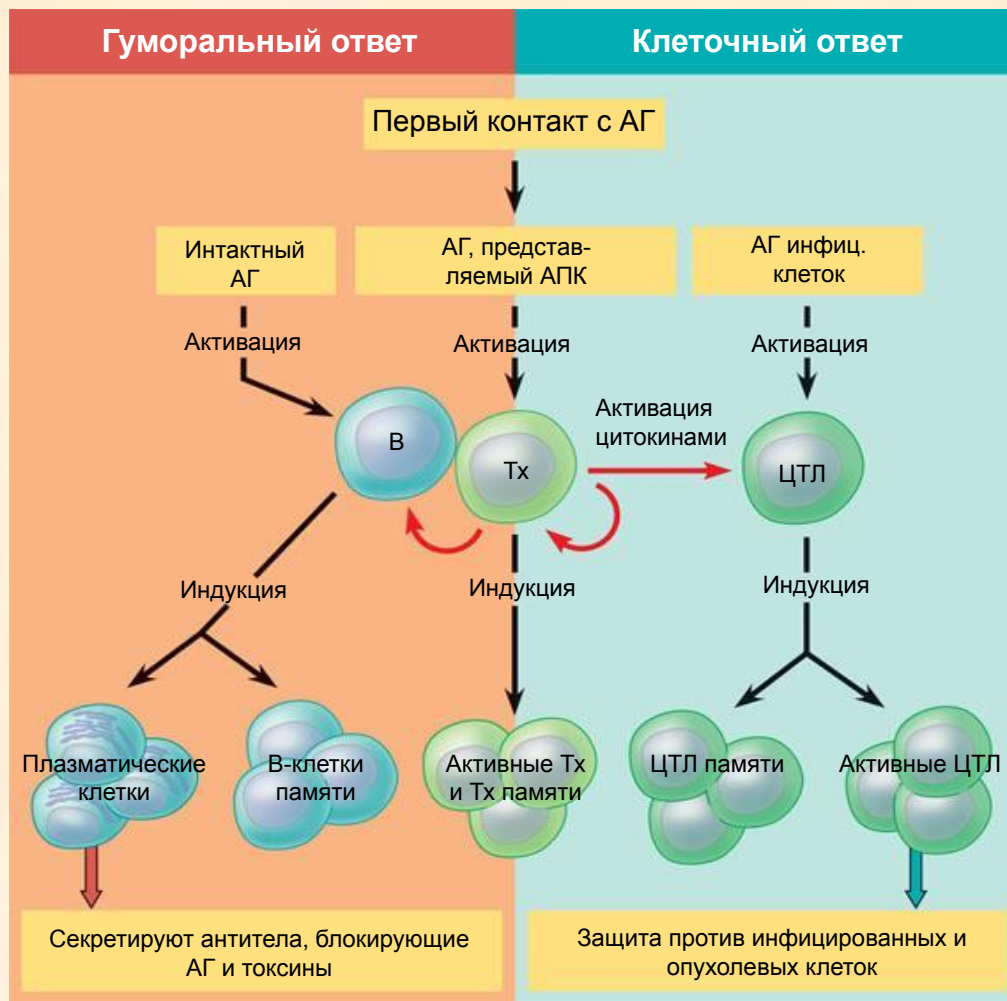 Гуморальный ответ
Клеточный ответ
Первый контакт с АГ
Интактный
АГ
АГ, представ-
ляемый АПК
АГ инфиц.
клеток
Активация
Активация
Активация
Активация
цитокинами
В
Тх
ЦТЛ
Индукция
Индукция
Индукция
Плазматические
клетки
В-клетки
памяти
Активные Тх
и Тх памяти
ЦТЛ памяти
Активные ЦТЛ
Секретируют антитела, блокирующие
АГ и токсины
Защита против инфицированных и
опухолевых клеток